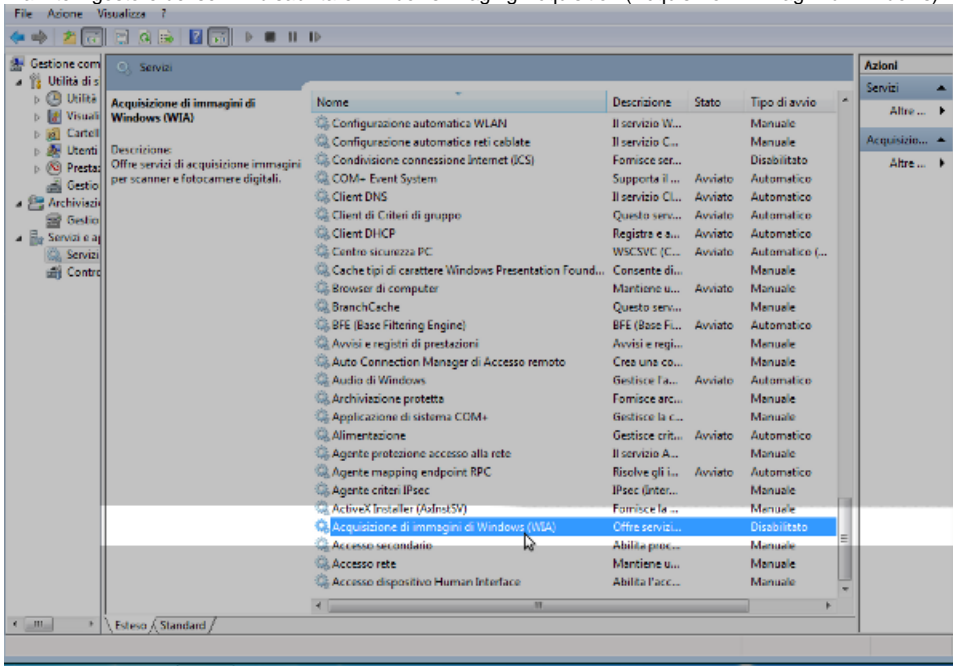 File Azione Visualizza ?
Gestione com
Utilità di s
Utilità
Visuali
Cartell
Utenti
Presta:
Gestio
Archiviazi
Gestio
Servizi e ap
Servizi
Contro
Servizi
Acquisizione di immagini di
Windows (WIA)
Descrizione:
Offre servizi di acquisizione immagini
per scanner e fotocamere digitali.
Nome Descrizione Stato Tipo di avvio
Configurazione automatica WLAN Il servizio W... Manuale
Configurazione automatica reti cablate Il servizio C... Manuale
Condivisione connessione Internet (ICS) Fornisce ser... Disabilitato
COM+ Event System Supporta il ... Avviato Automatico
Client DNS Il servizio Cl... Avviato Automatico
Client di Criteri di gruppo Questo serv... Avviato Automatico
Client DHCP Registra e a... Avviato Automatico
Centro sicurezza PC WSCSVC (C... Avviato Automatico (...
Cache tipi di carattere Windows Presentation Found... Consente di... Manuale
Browser di computer Mantiene u... Avviato Manuale
BranchCache Questo serv... Manuale
BFE (Base Filtering Engine) BFE (Base Fi... Avviato Automatico
Avvisi e registri di prestazioni Avvisi e regi... Manuale
Auto Connection Manager di Accesso remoto Crea una co... Manuale
Audio di Windows Gestisce l'a... Avviato Automatico
Archiviazione protetta Fornisce arc... Manuale
Applicazione di sistema COM+ Gestisce la c... Manuale
Alimentazione Gestisce crit... Avviato Automatico
Agente protezione accesso alla rete Il servizio A... Manuale
Agente mapping endpoint RPC Risolve gli i... Avviato Automatico
Agente criteri IPsec IPsec (Inter... Manuale
ActiveX Installer (AxInstSV) Fornisce la ... Manuale
Acquisizione di immagini di Windows (WIA) Offre servizi... Disabilitato
Accesso secondario Abilita proc... Manuale
Accesso rete Mantiene u... Manuale
Accesso dispositivo Human Interface Abilita l'acc... Manuale
Esteso Standard
Azioni
Servizi
Altre ...
Acquisizio...
Altre ...